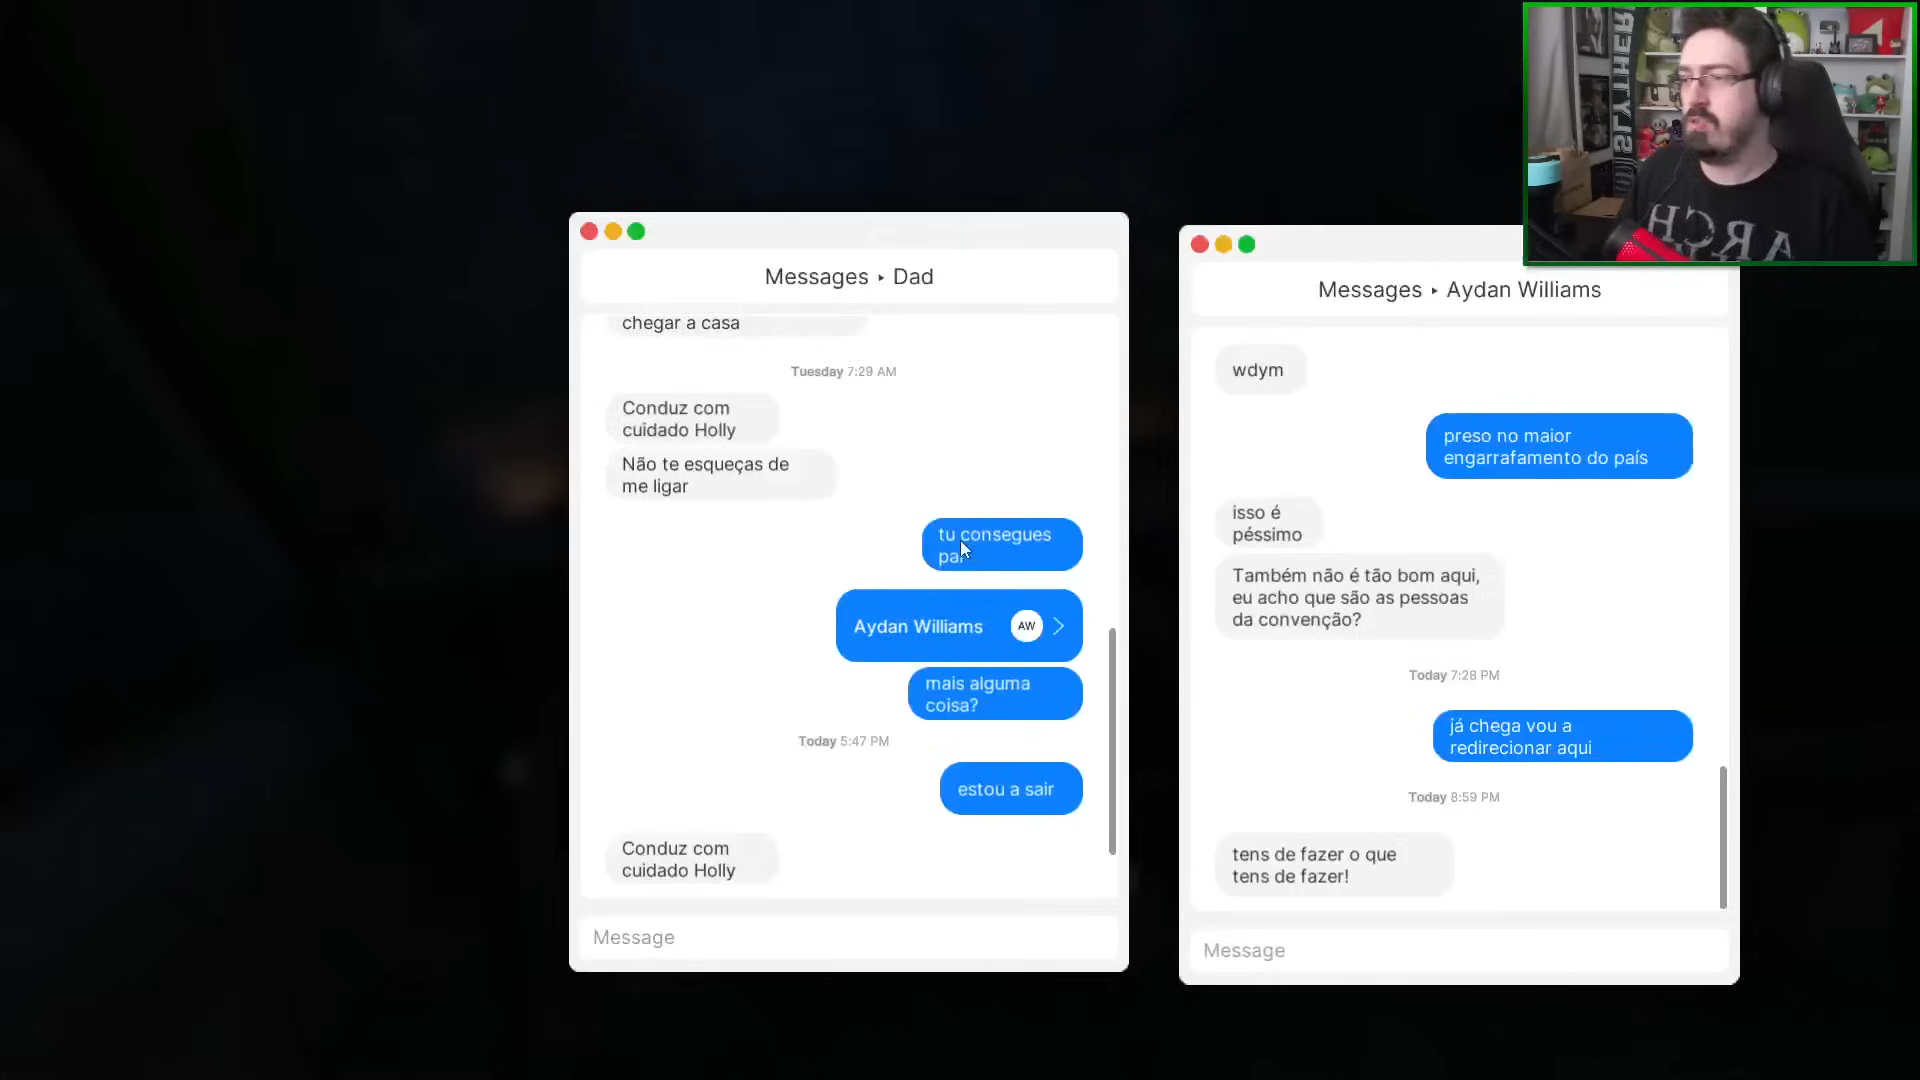 Messages ‣ Dad
chegar a casa
Tuesday 7:29 AM
Conduz com
cuidado Holly
Não te esqueças de
me ligar
tu consegues
pai
Aydan Williams AW
mais alguma
coisa?
Today 5:47 PM
estou a sair
Conduz com
cuidado Holly
Message
Messages ‣ Aydan Williams
wdym
preso no maior
engarrafamento do país
isso é
péssimo
Também não é tão bom aqui,
eu acho que são as pessoas
da convenção?
Today 7:28 PM
já chega vou a
redirecionar aqui
Today 8:59 PM
tens de fazer o que
tens de fazer!
Message
SLYTHER
ARCH